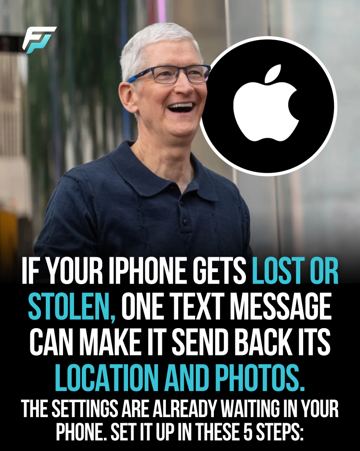 IF YOUR IPHONE GETS LOST OR
STOLEN, ONE TEXT MESSAGE
CAN MAKE IT SEND BACK ITS
LOCATION AND PHOTOS.
THE SETTINGS ARE ALREADY WAITING IN YOUR
PHONE. SET IT UP IN THESE 5 STEPS: